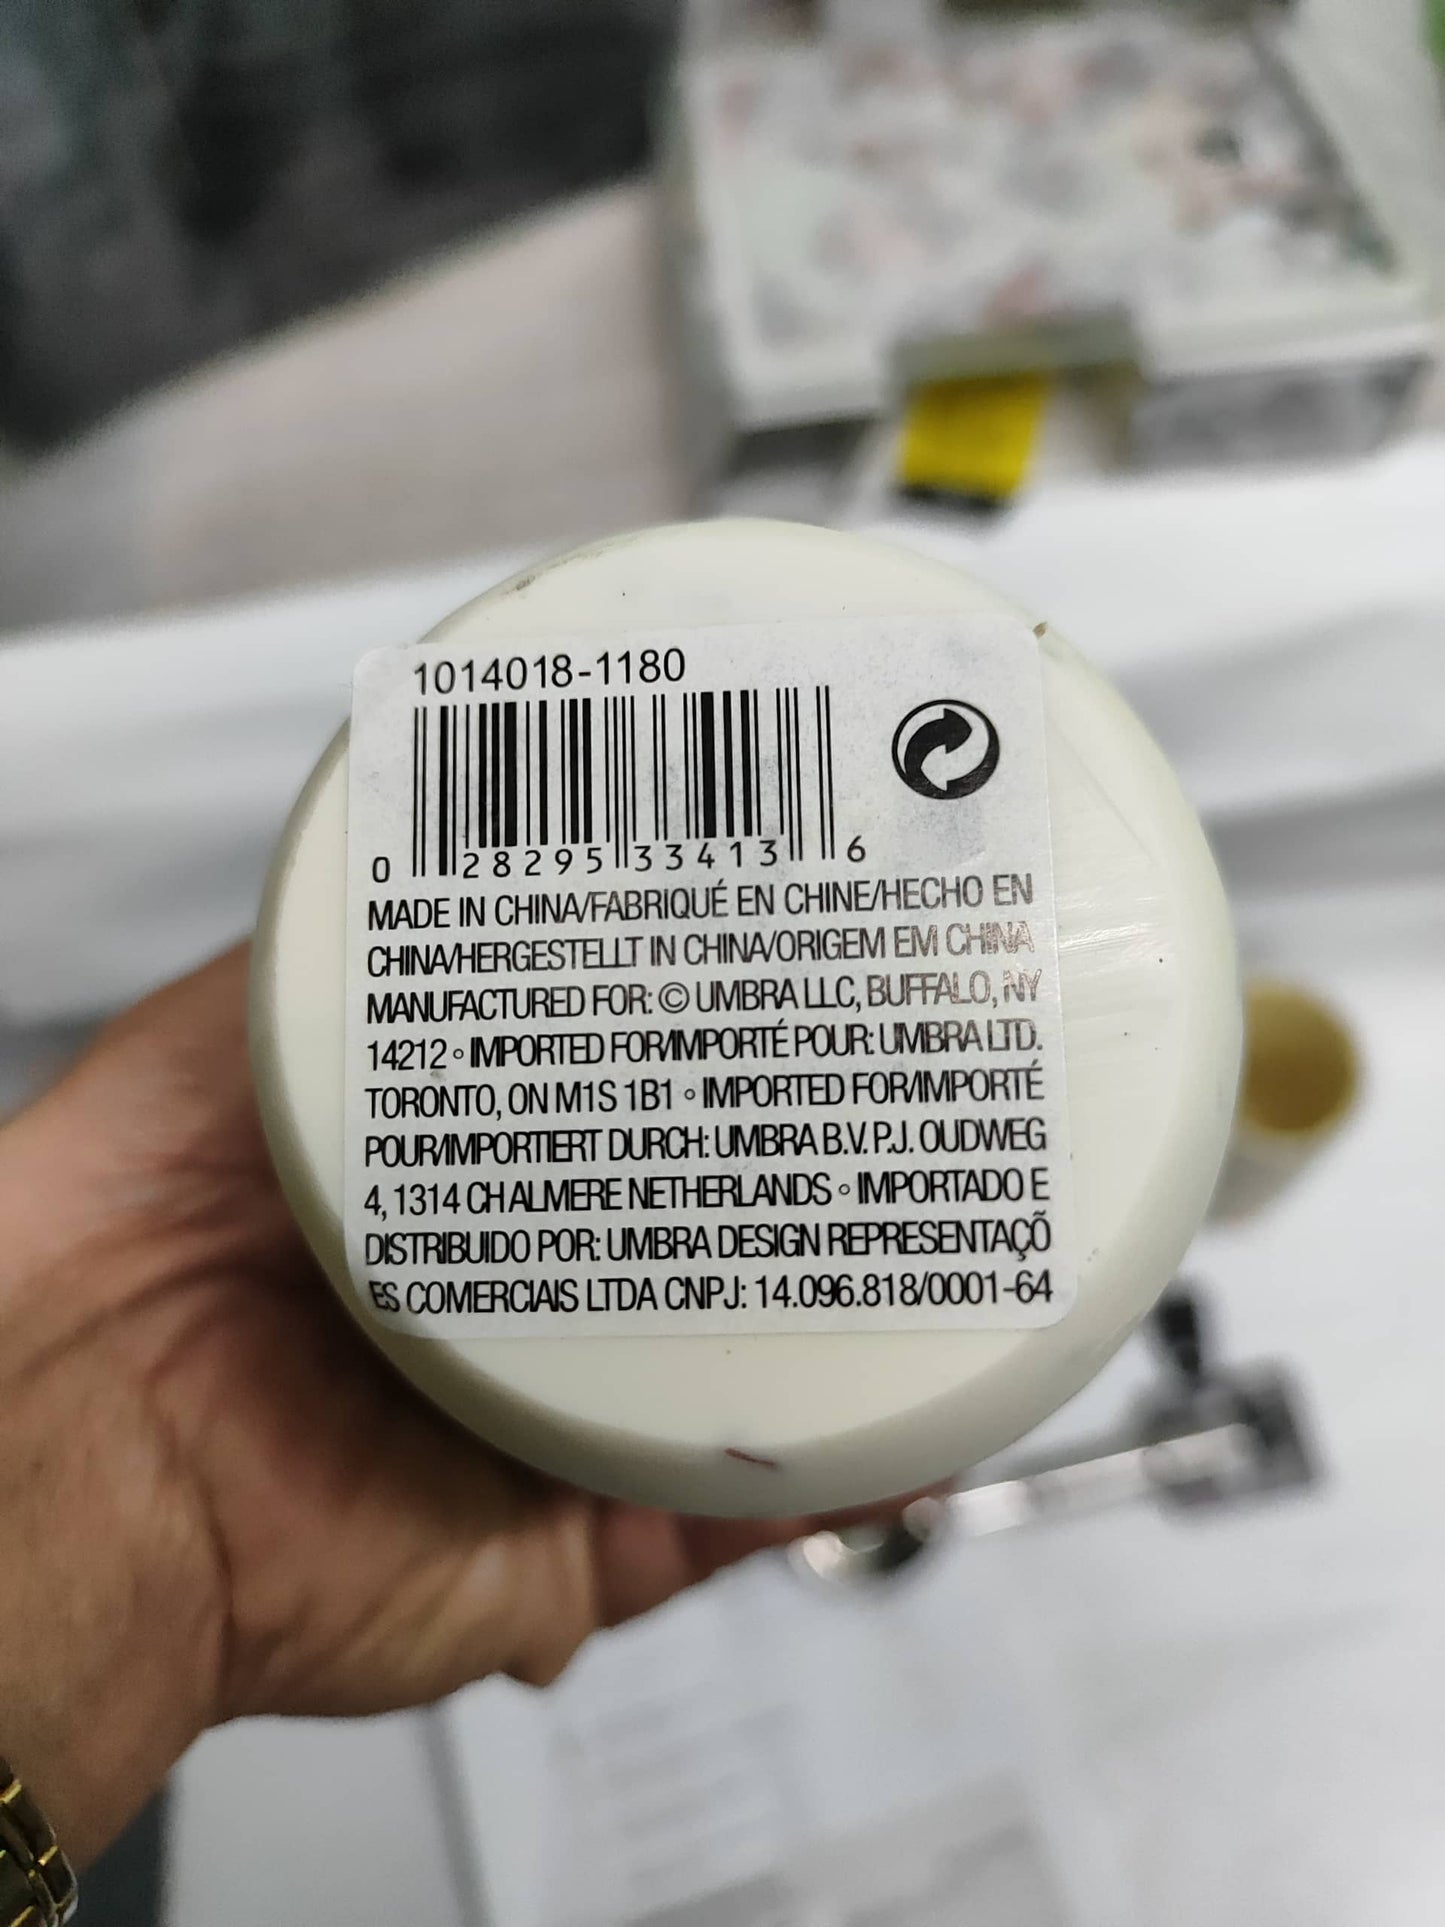 1014018-1180
0 28295 33413 6
MADE IN CHINA/FABRIQUÉ EN CHINE/HECHO EN
CHINA/HERGESTELLT IN CHINA/ORIGEM EM CHINA
MANUFACTURED FOR: © UMBRA LLC, BUFFALO, NY
14212 ∘ IMPORTED FOR/IMPORTÉ POUR: UMBRA LTD.
TORONTO, ON M1S 1B1 ∘ IMPORTED FOR/IMPORTÉ
POUR/IMPORTIERT DURCH: UMBRA B.V. P.J. OUDWEG
4, 1314 CH ALMERE NETHERLANDS ∘ IMPORTADO E
DISTRIBUIDO POR: UMBRA DESIGN REPRESENTAÇÕ
ES COMERCIAIS LTDA CNPJ: 14.096.818/0001-64